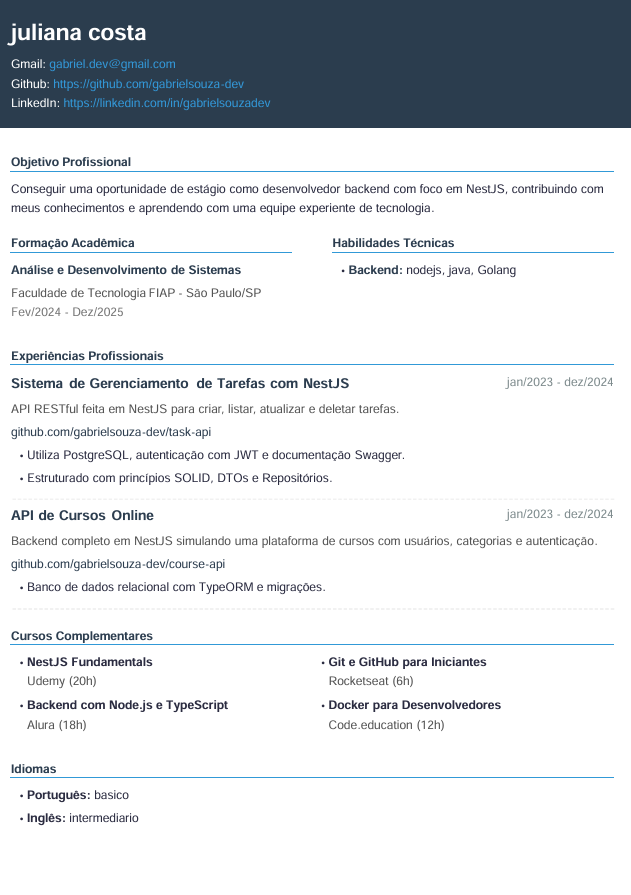 juliana costa
Gmail: gabriel.dev@gmail.com
Github: https://github.com/gabrielsouza-dev
LinkedIn: https://linkedin.com/in/gabrielsouzadev
Objetivo Profissional
Conseguir uma oportunidade de estágio como desenvolvedor backend com foco em NestJS, contribuindo com
meus conhecimentos e aprendendo com uma equipe experiente de tecnologia.
Formação Acadêmica
Análise e Desenvolvimento de Sistemas
Faculdade de Tecnologia FIAP - São Paulo/SP
Fev/2024 - Dez/2025
Habilidades Técnicas
• Backend: nodejs, java, Golang
Experiências Profissionais
Sistema de Gerenciamento de Tarefas com NestJS jan/2023 - dez/2024
API RESTful feita em NestJS para criar, listar, atualizar e deletar tarefas.
github.com/gabrielsouza-dev/task-api
• Utiliza PostgreSQL, autenticação com JWT e documentação Swagger.
• Estruturado com princípios SOLID, DTOs e Repositórios.
API de Cursos Online jan/2023 - dez/2024
Backend completo em NestJS simulando uma plataforma de cursos com usuários, categorias e autenticação.
github.com/gabrielsouza-dev/course-api
• Banco de dados relacional com TypeORM e migrações.
Cursos Complementares
• NestJS Fundamentals
Udemy (20h)
• Git e GitHub para Iniciantes
Rocketseat (6h)
• Backend com Node.js e TypeScript
Alura (18h)
• Docker para Desenvolvedores
Code.education (12h)
Idiomas
• Português: basico
• Inglês: intermediario